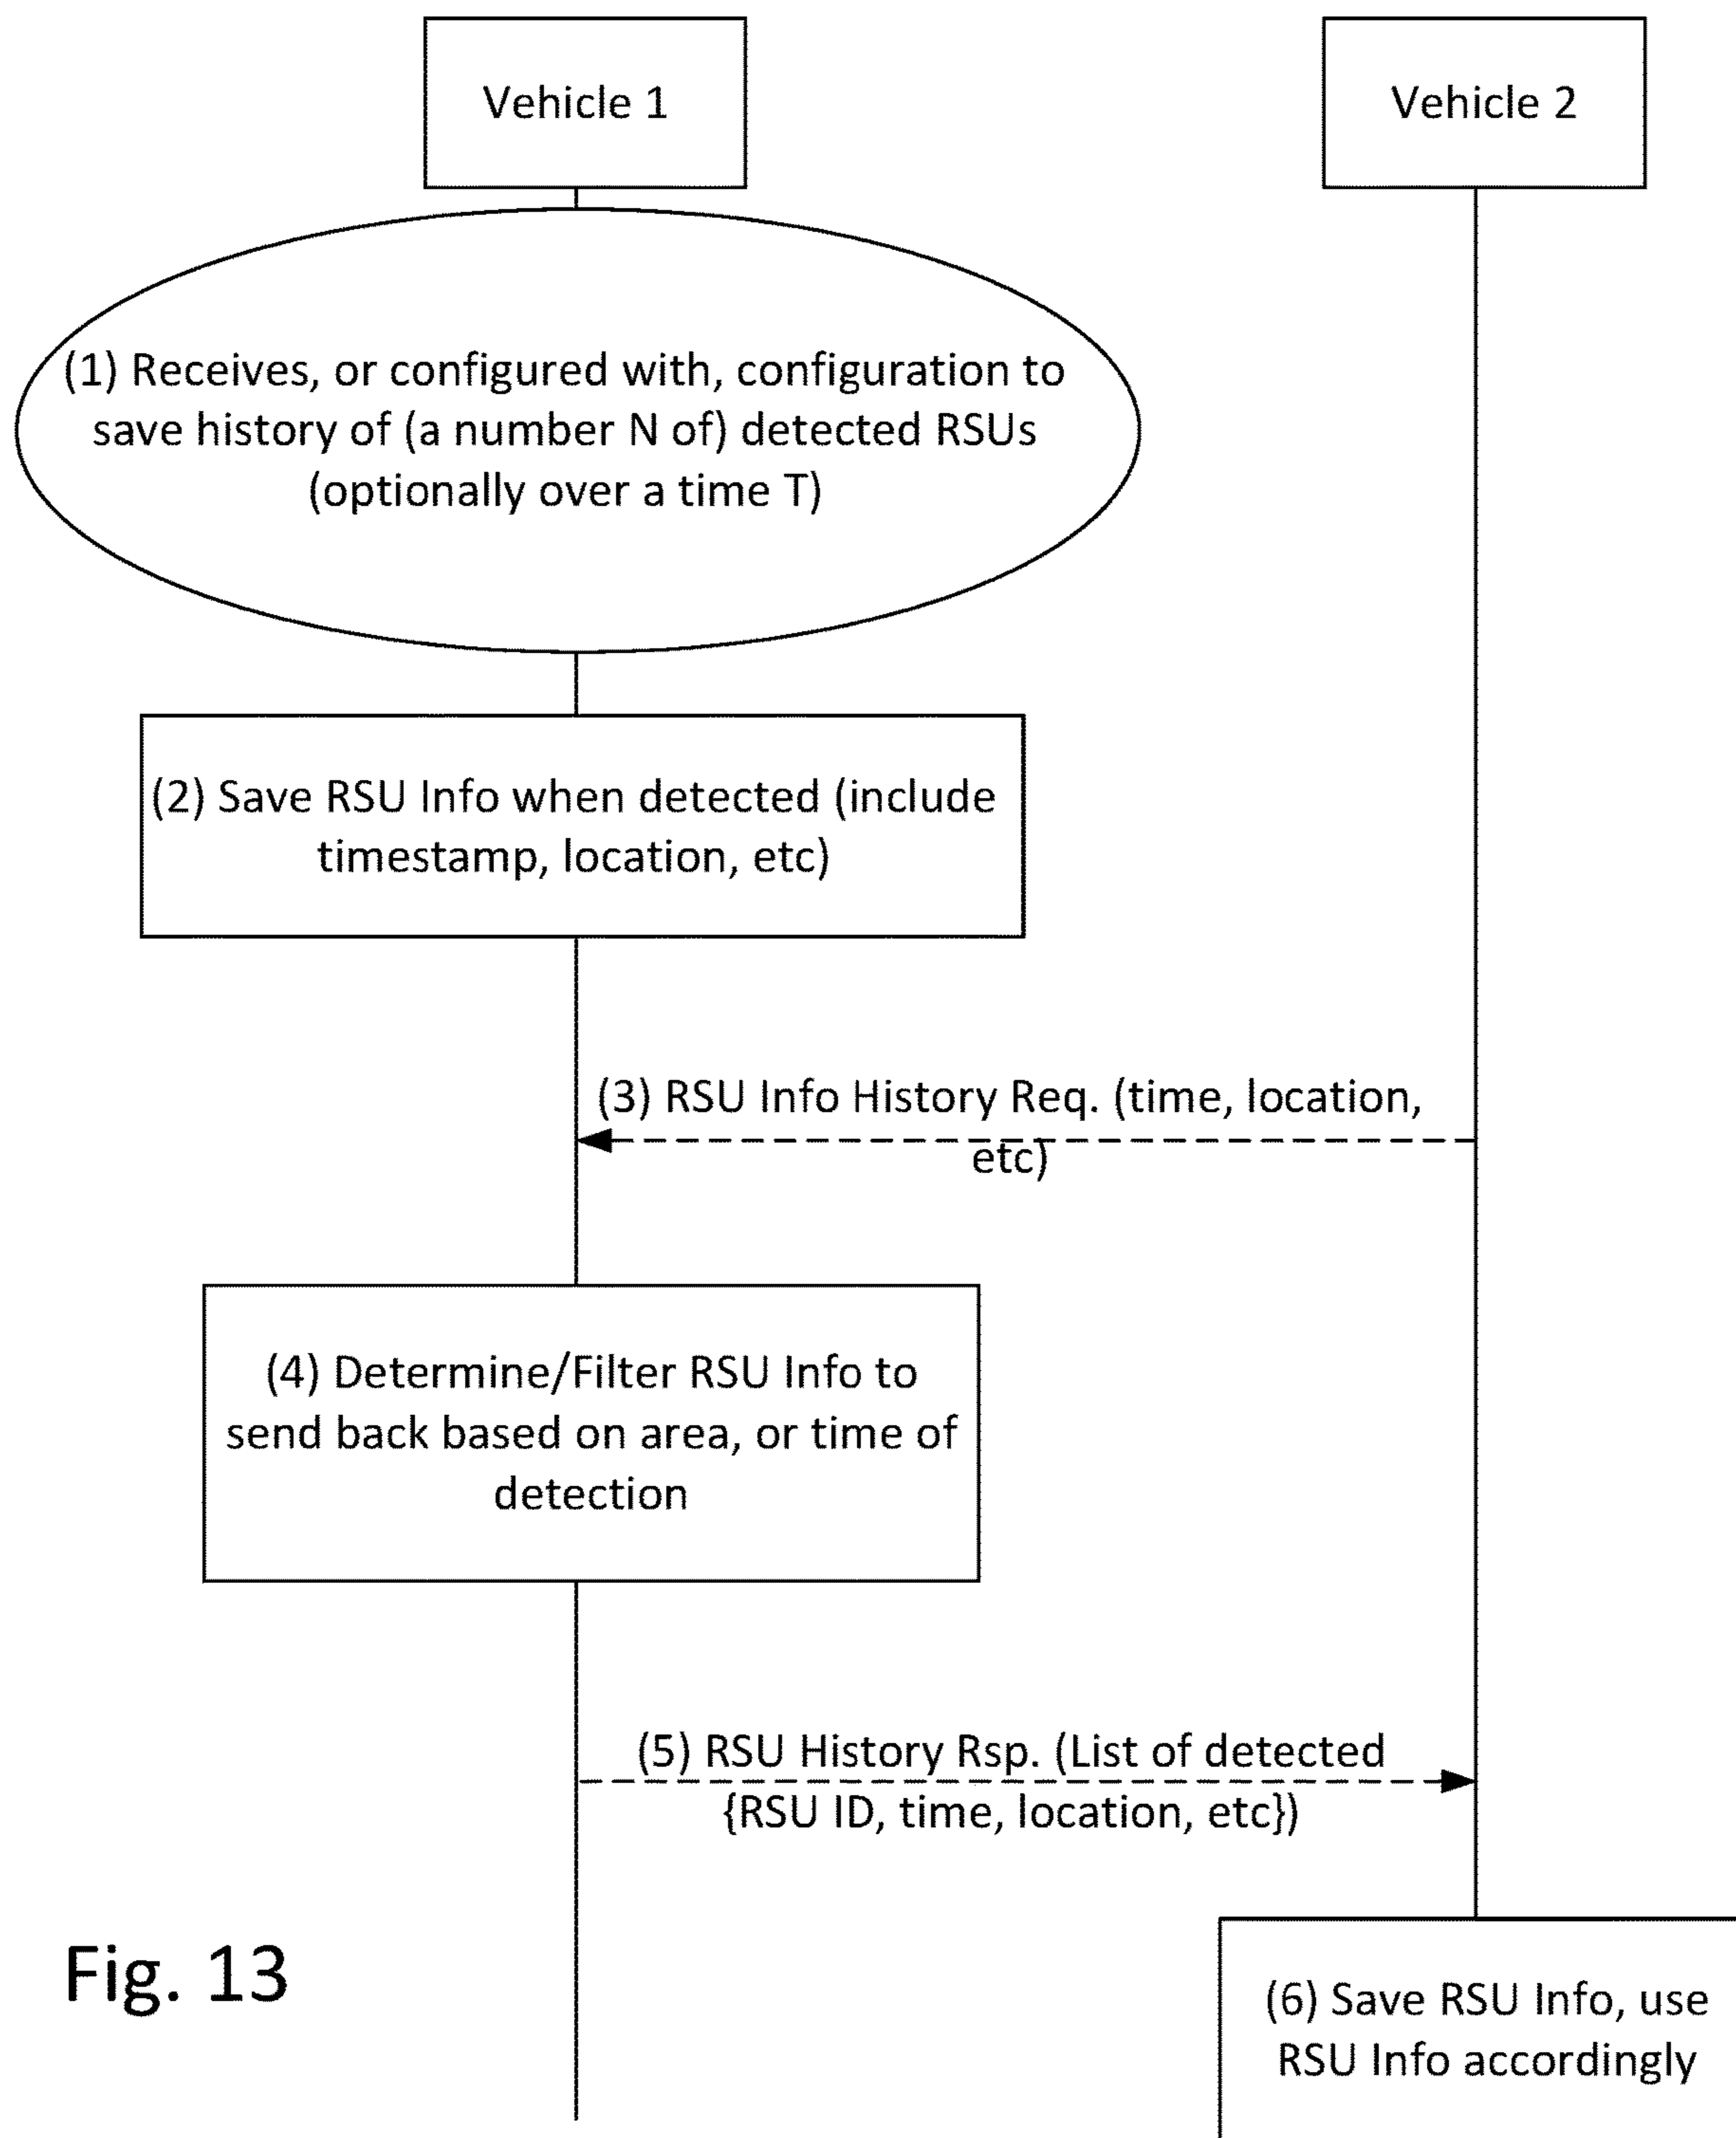 Vehicle 1
Vehicle 2
(1) Receives, or configured with, configuration to
save history of (a number N of) detected RSUs
(optionally over a time T)
(2) Save RSU Info when detected (include
timestamp, location, etc)
(3) RSU Info History Req. (time, location,
etc)
(4) Determine/Filter RSU Info to
send back based on area, or time of
detection
(5) RSU History Rsp. (List of detected
{RSU ID, time, location, etc})
Fig. 13
(6) Save RSU Info, use
RSU Info accordingly